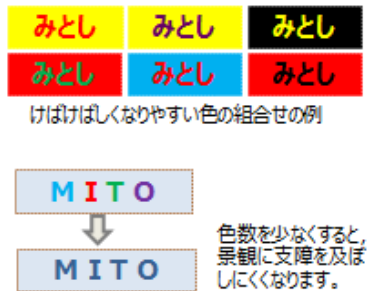 みとし みとし みとし
みとし みとし みとし
けばけばしくなりやすい色の組合せの例
MITO
MITO
色数を少なくすると,
景観に支障を及ぼ
しにくくなります。